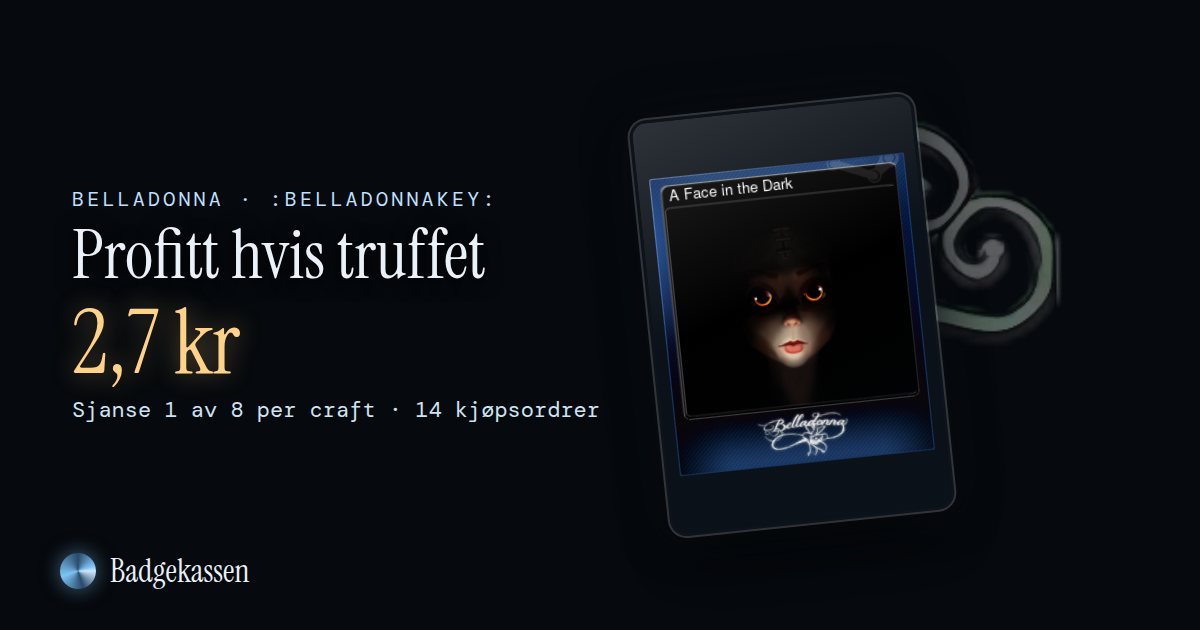 BELLADONNA · :BELLADONNAKEY:
Profitt hvis truffet
2,7 kr
Sjanse 1 av 8 per craft · 14 kjøpsordrer
A Face in the Dark
Belladonna
Badgekassen